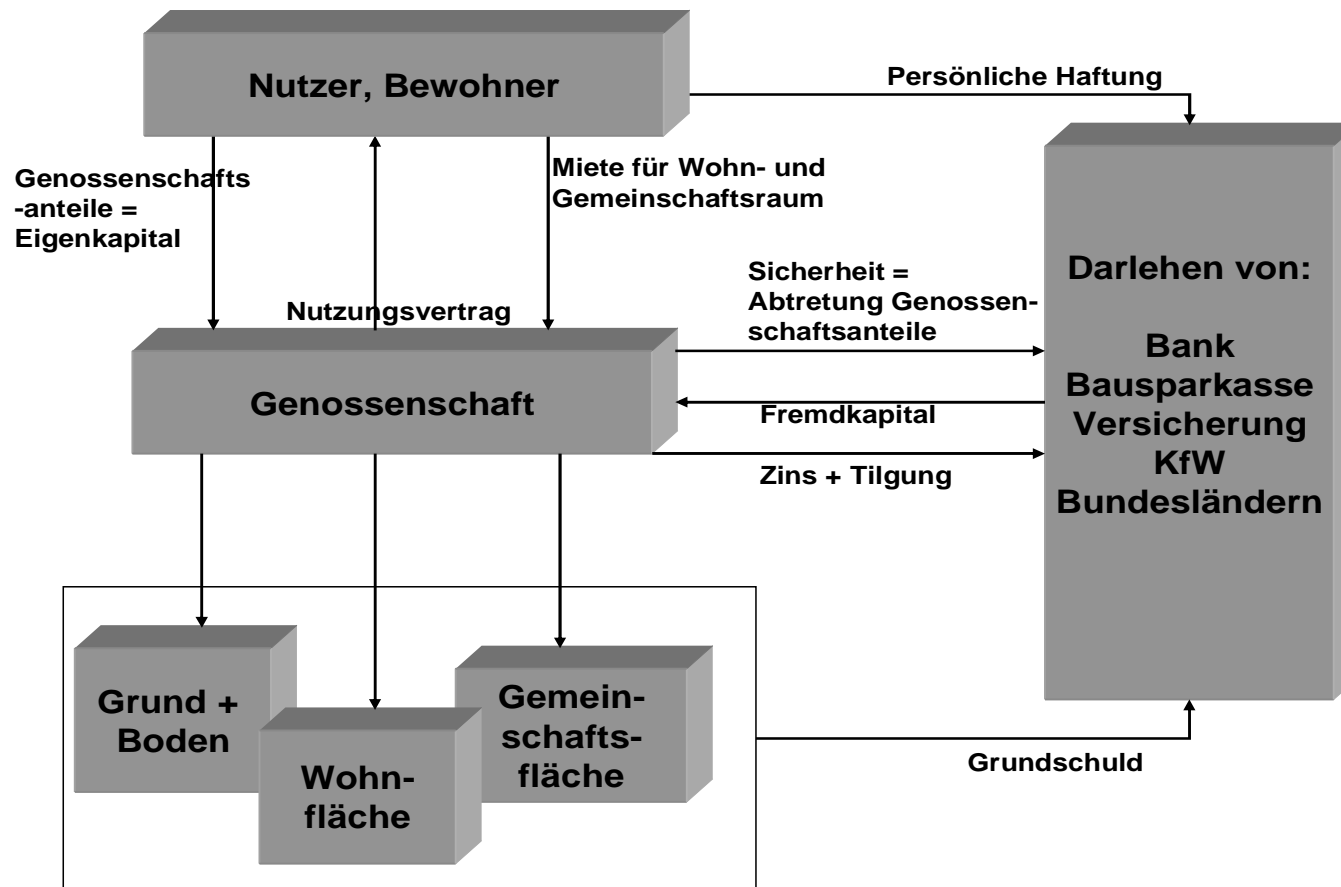 Nutzer, Bewohner
Persönliche Haftung
Genossenschafts
-anteile =
Eigenkapital
Miete für Wohn- und
Gemeinschaftsraum
Nutzungsvertrag
Sicherheit =
Abtretung Genossen-
schaftsanteile
Darlehen von:
Bank
Bausparkasse
Versicherung
KfW
Bundesländern
Genossenschaft
Fremdkapital
Zins + Tilgung
Grund +
Boden
Wohn-
fläche
Gemein-
schafts-
fläche
Grundschuld